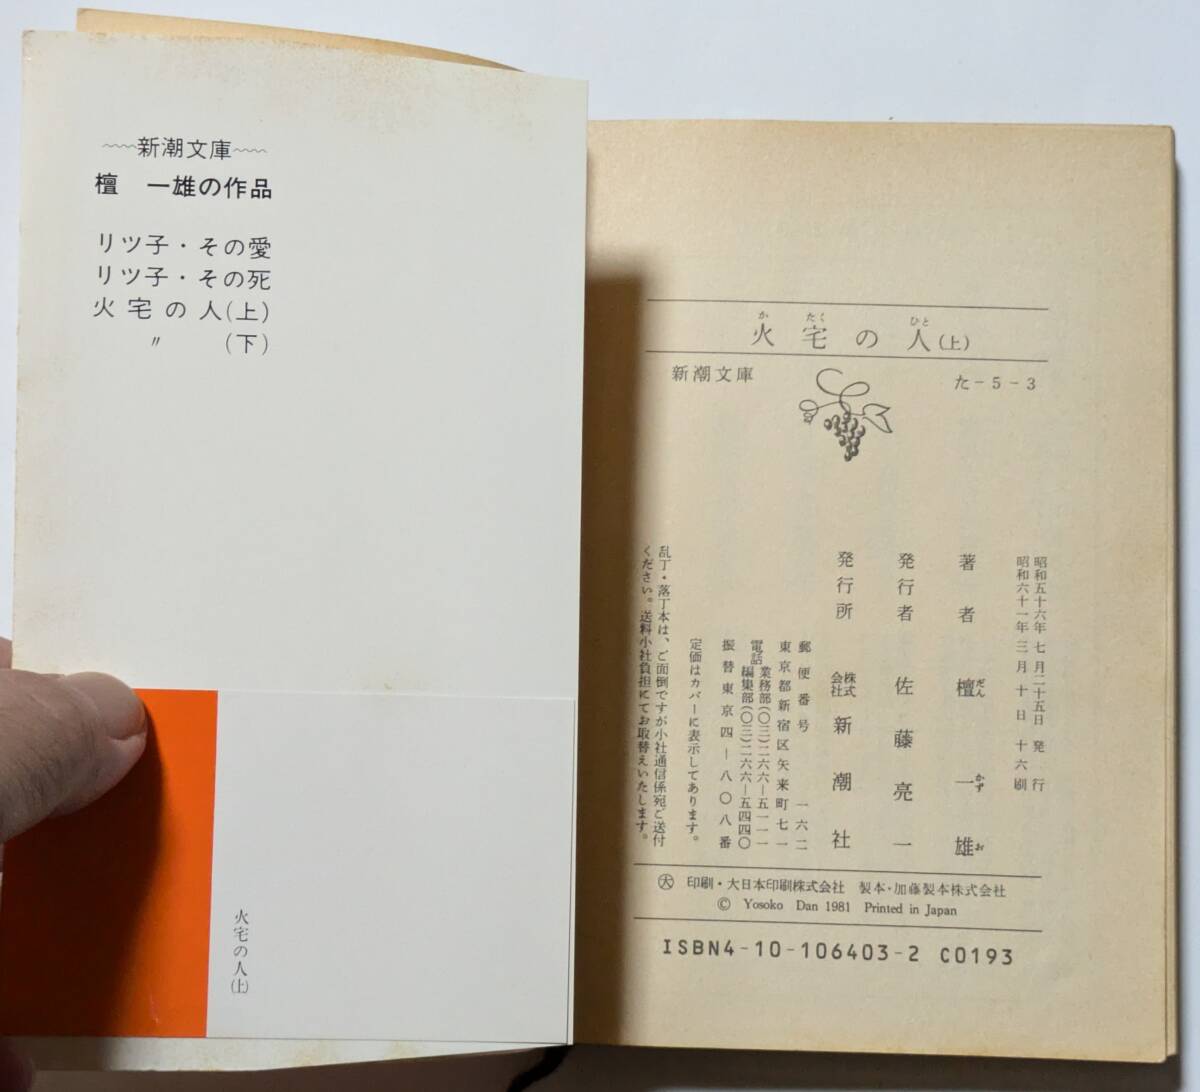 新潮文庫
檀 一雄の作品
リツ子・その愛
リツ子・その死
火宅の人(上)
〃 (下)
火宅の人(上)
か たく ひと
火宅の人(上)
新潮文庫
た-5-3
昭和五十六年七月二十五日発行
昭和六十一年三月十日十六刷
著者 檀一雄
だん かず お
発行者 佐藤亮一
発行所 株式会社 新潮社
郵便番号 一六二
東京都新宿区矢来町七一
電話 業務部(〇三)二六六-五一一一
編集部(〇三)二六六-五四四〇
振替東京四-八〇八番
定価はカバーに表示してあります。
乱丁・落丁本は、ご面倒ですが小社通信係宛ご送付
ください。送料小社負担にてお取替えいたします。
大 印刷・大日本印刷株式会社 製本・加藤製本株式会社
© Yosoko Dan 1981 Printed in Japan
ISBN4-10-106403-2 C0193